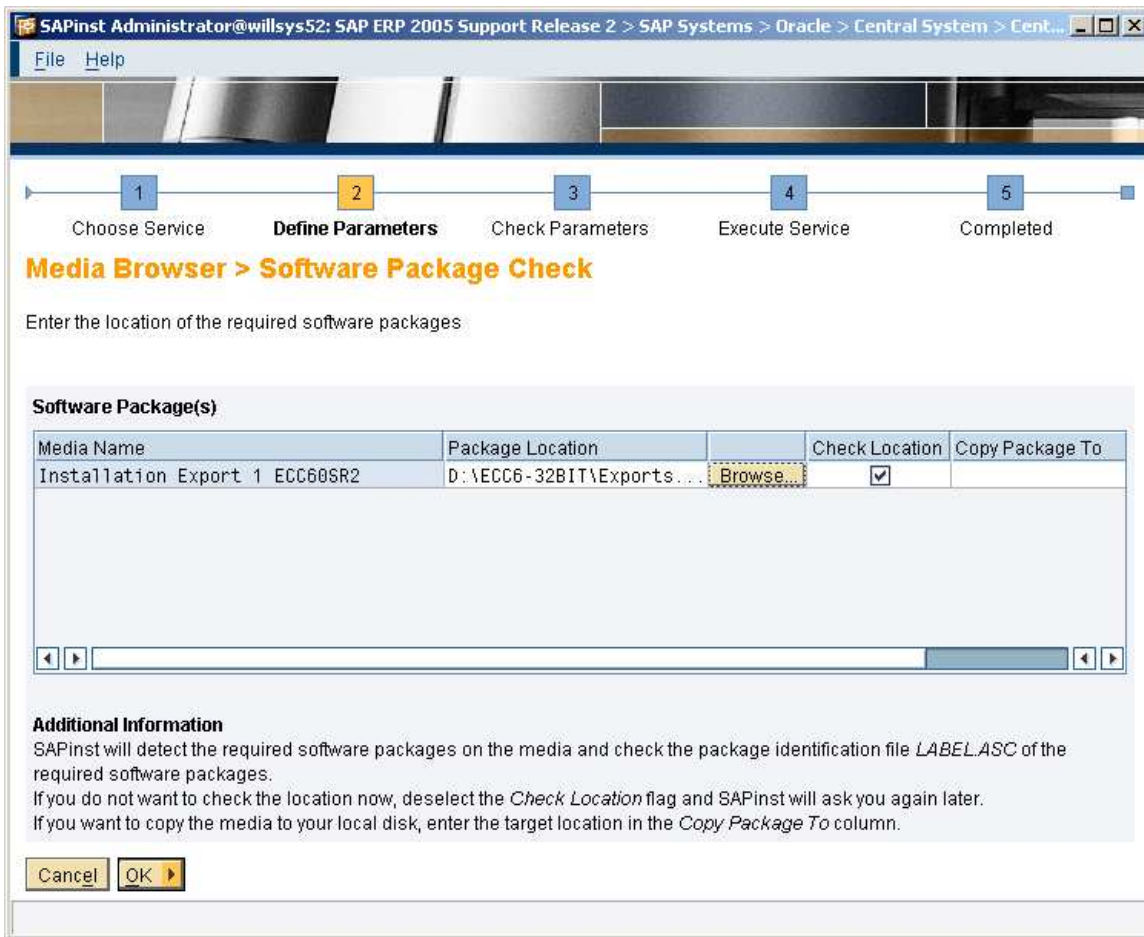 SAPinst Administrator@willsys52: SAP ERP 2005 Support Release 2 > SAP Systems > Oracle > Central System > Cent...
File Help
1 2 3 4 5
Choose Service Define Parameters Check Parameters Execute Service Completed
Media Browser > Software Package Check
Enter the location of the required software packages
Software Package(s)
Media Name Package Location Check Location Copy Package To
Installation Export 1 ECC60SR2 D:\ECC6-32BIT\Exports... Browse...
Additional Information
SAPinst will detect the required software packages on the media and check the package identification file LABEL.ASC of the
required software packages.
If you do not want to check the location now, deselect the Check Location flag and SAPinst will ask you again later.
If you want to copy the media to your local disk, enter the target location in the Copy Package To column.
Cancel OK